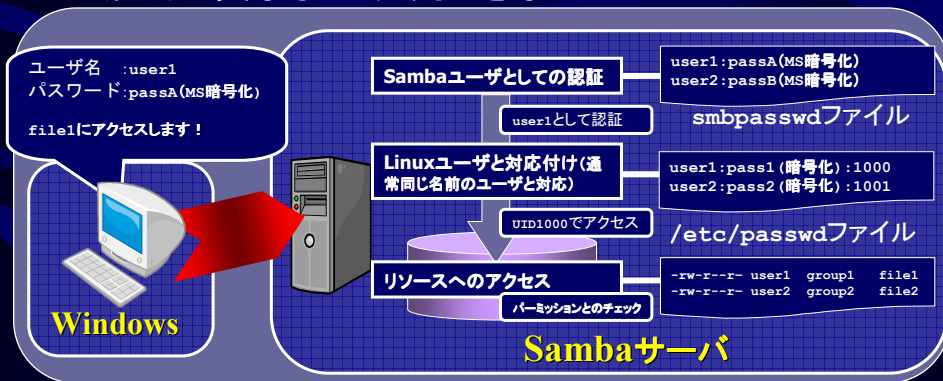 ユーザ名　:user1
パスワード:passA(MS暗号化)
file1にアクセスします！
Windows
Sambaユーザとしての認証
user1:passA(MS暗号化)
user2:passB(MS暗号化)
smbpasswdファイル
user1として認証
Linuxユーザと対応付け(通
常同じ名前のユーザと対応)
user1:pass1(暗号化):1000
user2:pass2(暗号化):1001
/etc/passwdファイル
UID1000でアクセス
リソースへのアクセス
パーミッションとのチェック
-rw-r--r- user1 group1 file1
-rw-r--r- user2 group2 file2
Sambaサーバ